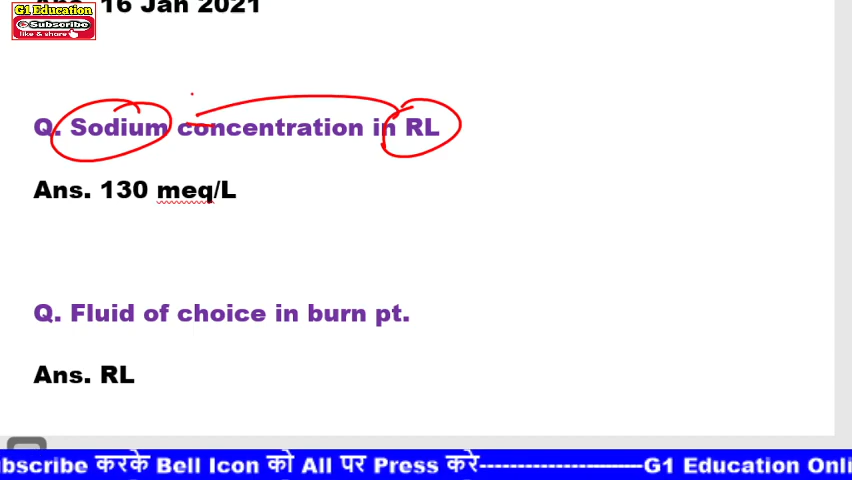 16 Jan 2021
G1 Education
Subscribe
like & share
Q. Sodium concentration in RL
Ans. 130 meq/L
Q. Fluid of choice in burn pt.
Ans. RL
ubscribe करके Bell Icon को All पर Press करे-----------------------G1 Education Onli